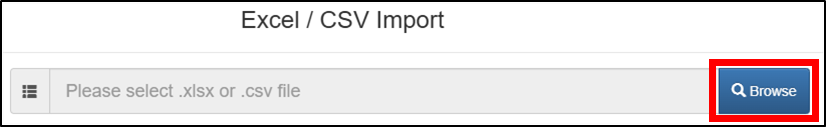 Excel / CSV Import
Please select .xlsx or .csv file Browse